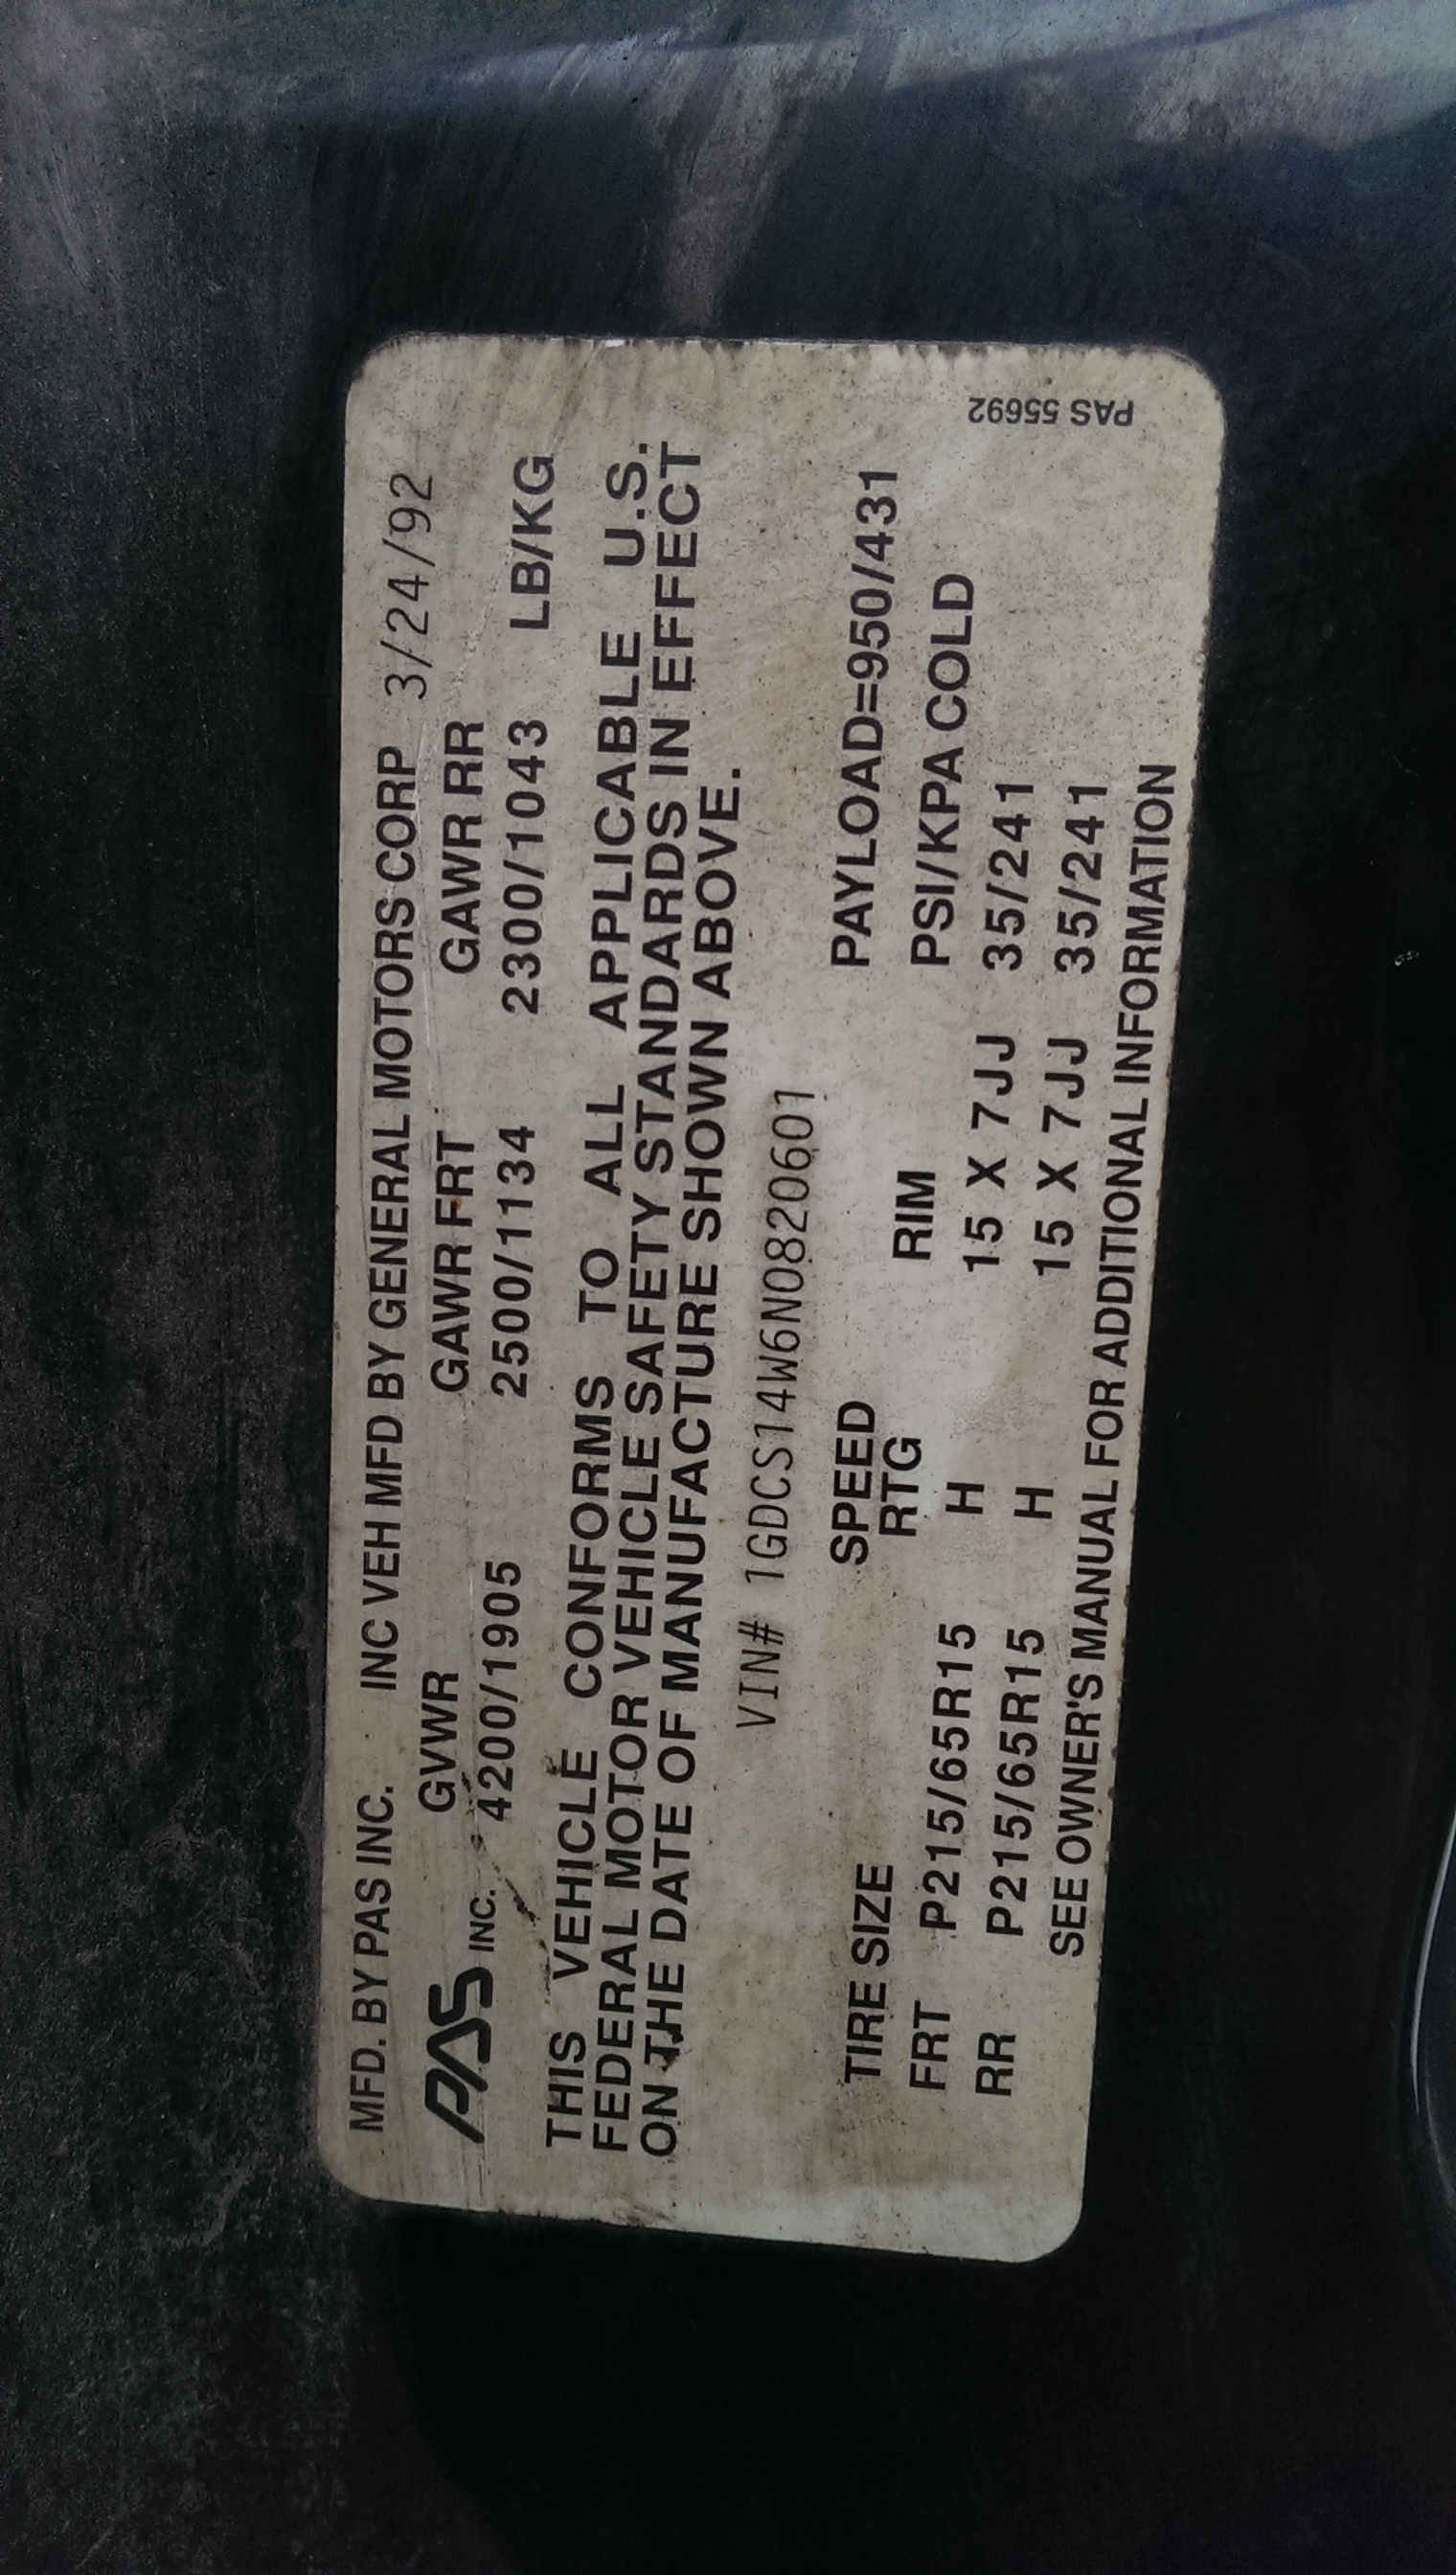 MFD. BY PAS INC. INC VEH MFD BY GENERAL MOTORS CORP 3/24/92
PAS INC. GVWR GAWR FRT GAWR RR
4200/1905 2500/1134 2300/1043 LB/KG
THIS VEHICLE CONFORMS TO ALL APPLICABLE U.S.
FEDERAL MOTOR VEHICLE SAFETY STANDARDS IN EFFECT
ON THE DATE OF MANUFACTURE SHOWN ABOVE.
VIN# 1GDCS14W6N0820601
SPEED PAYLOAD=950/431
TIRE SIZE RTG RIM PSI/KPA COLD
FRT P215/65R15 H 15 X 7JJ 35/241
RR P215/65R15 H 15 X 7JJ 35/241
SEE OWNER'S MANUAL FOR ADDITIONAL INFORMATION
PAS 55692